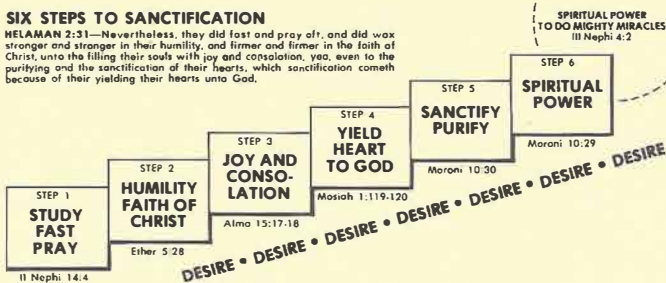 SIX STEPS TO SANCTIFICATION
HELAMAN 2:31—Nevertheless, they did fast and pray oft, and did wax
stronger and stronger in their humility, and firmer and firmer in the faith of
Christ, unto the filling their souls with joy and consolation, yea, even to the
purifying and the sanctification of their hearts, which sanctification cometh
because of their yielding their hearts unto God.
SPIRITUAL POWER
TO DO MIGHTY MIRACLES
III Nephi 4:2
STEP 6
SPIRITUAL
POWER
Moroni 10:29
STEP 5
SANCTIFY
PURIFY
Moroni 10:30
STEP 4
YIELD
HEART
TO GOD
Mosiah 1:119-120
STEP 3
JOY AND
CONSO-
LATION
Alma 15:17-18
STEP 2
HUMILITY
FAITH OF
CHRIST
Ether 5:28
STEP 1
STUDY
FAST
PRAY
II Nephi 14:4
DESIRE • DESIRE • DESIRE • DESIRE • DESIRE • DESIRE • DESIRE